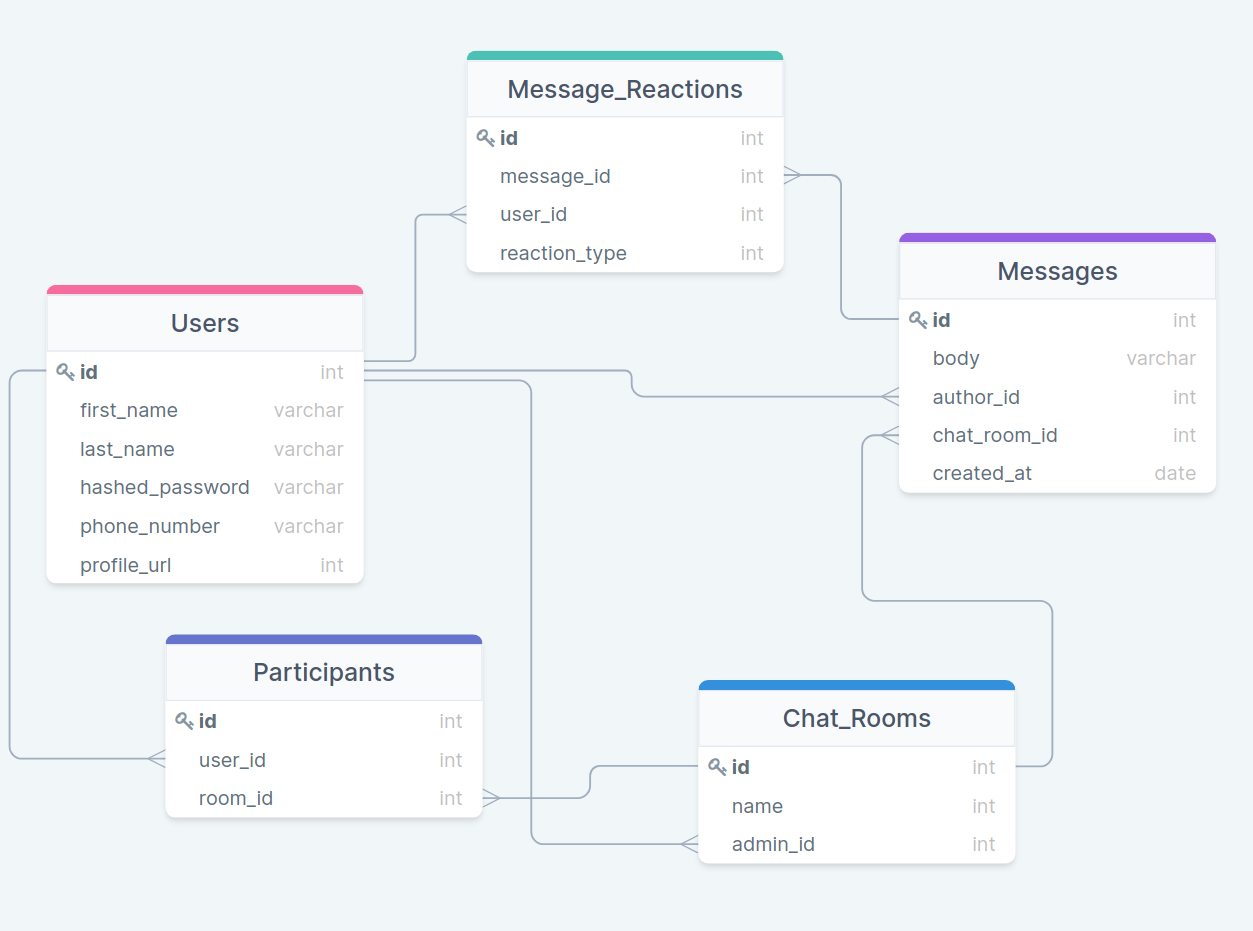 Message_Reactions
id int
message_id int
user_id int
reaction_type int
Messages
id int
body varchar
author_id int
chat_room_id int
created_at date
Users
id int
first_name varchar
last_name varchar
hashed_password varchar
phone_number varchar
profile_url int
Participants
id int
user_id int
room_id int
Chat_Rooms
id int
name int
admin_id int